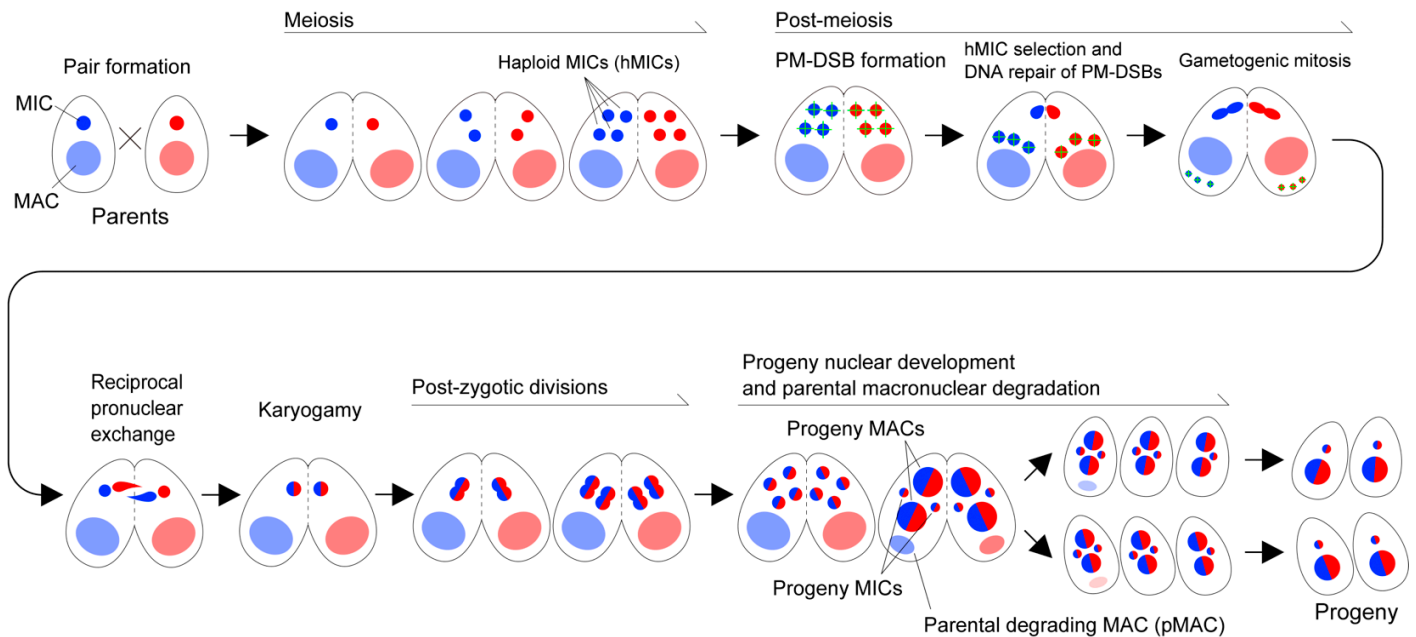 Meiosis
Post-meiosis
Pair formation
MIC
MAC
Parents
Haploid MICs (hMICs)
PM-DSB formation
hMIC selection and
DNA repair of PM-DSBs
Gametogenic mitosis
Reciprocal
pronuclear
exchange
Karyogamy
Post-zygotic divisions
Progeny nuclear development
and parental macronuclear degradation
Progeny MACs
Progeny MICs
Parental degrading MAC (pMAC)
Progeny